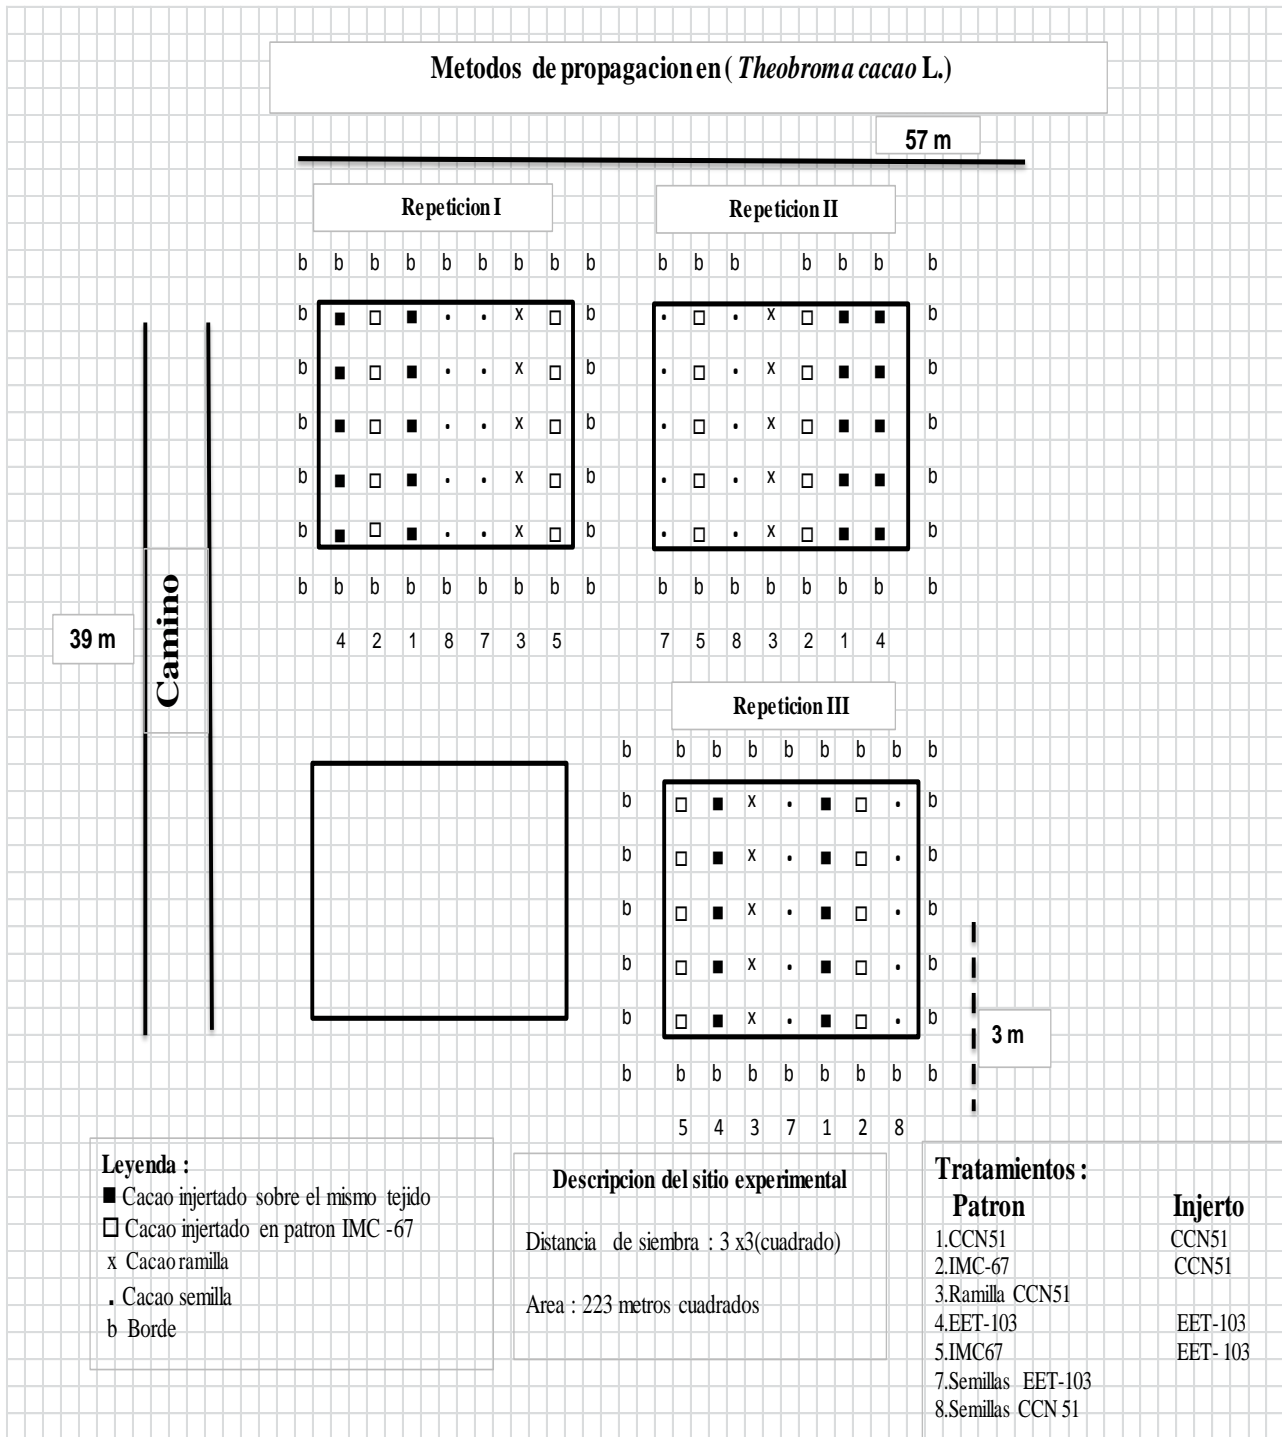 Metodos de propagacion en ( Theobroma cacao L.)
57 m
Repeticion I
Repeticion II
b b b b b b b b b b b b b b b b
b ■ □ ■ . . x □ b . □ . x □ ■ ■ b
b ■ □ ■ . . x □ b . □ . x □ ■ ■ b
b ■ □ ■ . . x □ b . □ . x □ ■ ■ b
b ■ □ ■ . . x □ b . □ . x □ ■ ■ b
b ■ □ ■ . . x □ b . □ . x □ ■ ■ b
b b b b b b b b b b b b b b b b b
4 2 1 8 7 3 5 7 5 8 3 2 1 4
39 m
Camino
Repeticion III
b b b b b b b b b
b □ ■ x . ■ □ . b
b □ ■ x . ■ □ . b
b □ ■ x . ■ □ . b
b □ ■ x . ■ □ . b
b □ ■ x . ■ □ . b
b b b b b b b b b
5 4 3 7 1 2 8
3 m
Leyenda :
■ Cacao injertado sobre el mismo tejido
□ Cacao injertado en patron IMC -67
x Cacao ramilla
. Cacao semilla
b Borde
Descripcion del sitio experimental
Distancia de siembra : 3 x3(cuadrado)
Area : 223 metros cuadrados
Tratamientos :
Patron Injerto
1.CCN51 CCN51
2.IMC-67 CCN51
3.Ramilla CCN51
4.EET-103 EET-103
5.IMC67 EET- 103
7.Semillas EET-103
8.Semillas CCN 51